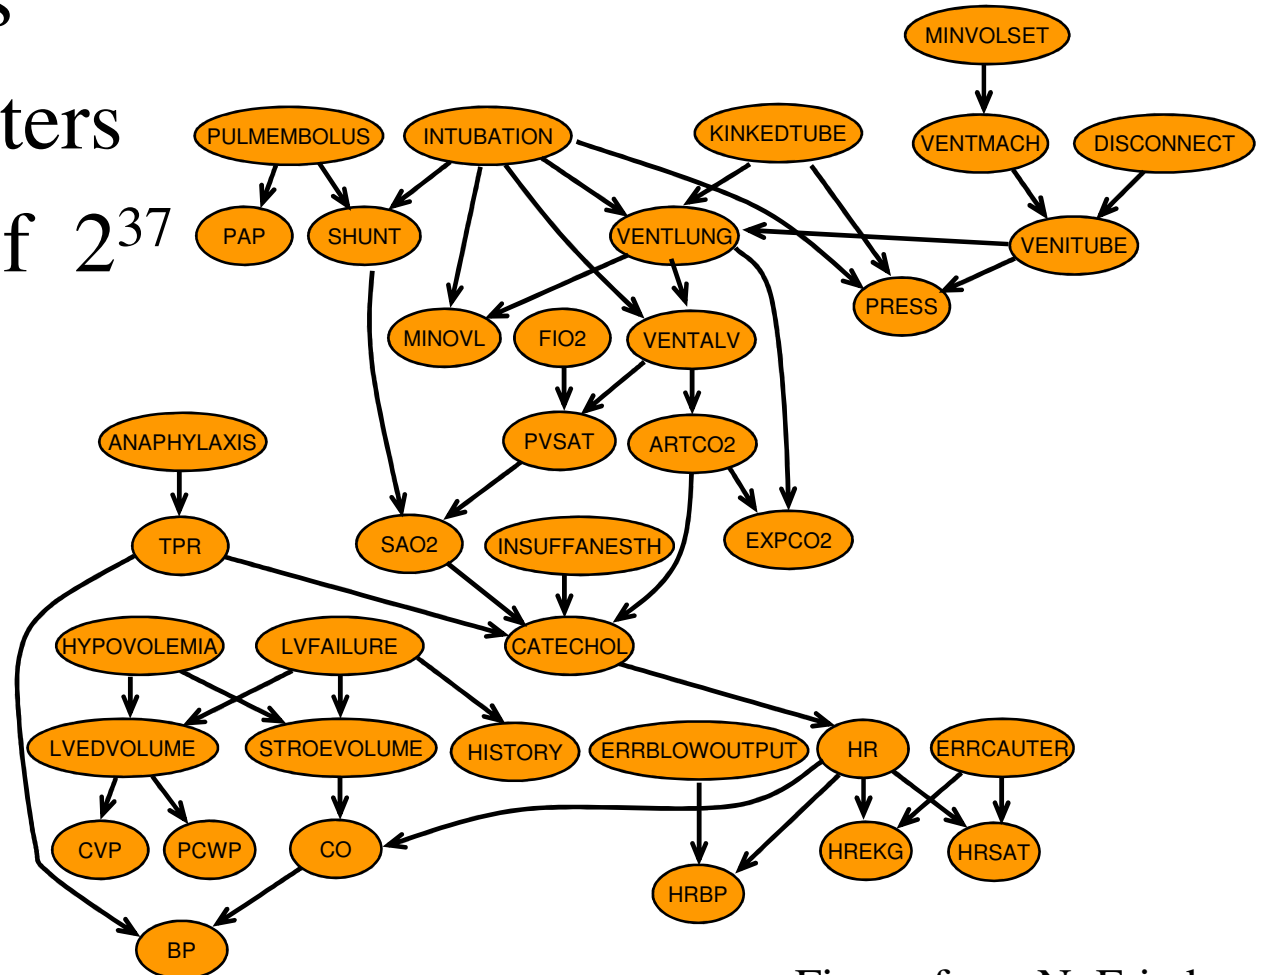 s
MINVOLSET
ters
PULMEMBOLUS INTUBATION KINKEDTUBE VENTMACH DISCONNECT
f 2^37
PAP SHUNT VENTLUNG VENITUBE
PRESS
MINOVL FIO2 VENTALV
ANAPHYLAXIS PVSAT ARTCO2
TPR SAO2 INSUFFANESTH EXPCO2
HYPOVOLEMIA LVFAILURE CATECHOL
LVEDVOLUME STROEVOLUME HISTORY ERRBLOWOUTPUT HR ERRCAUTER
CVP PCWP CO HREKG HRSAT
HRBP
BP